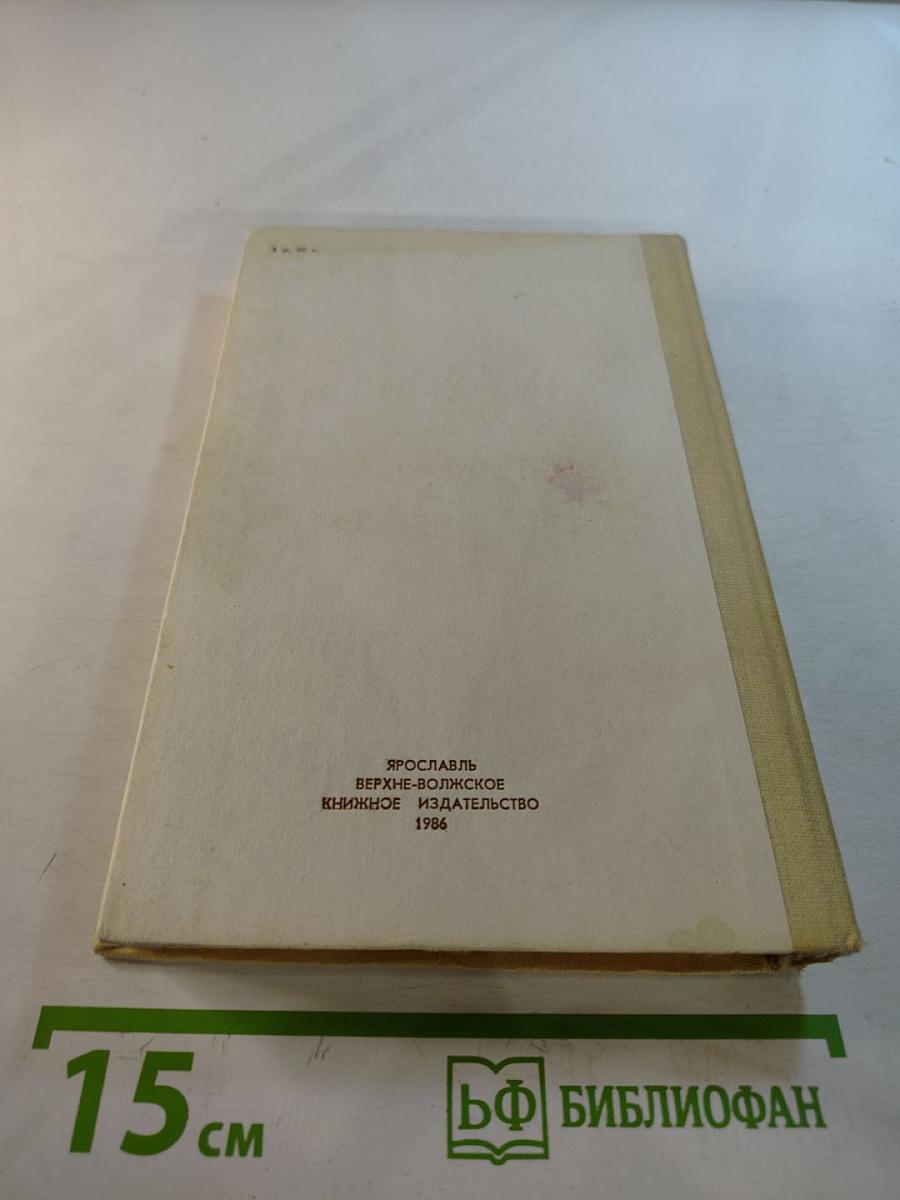 ЯРОСЛАВЛЬ
ВЕРХНЕ-ВОЛЖСКОЕ
КНИЖНОЕ ИЗДАТЕЛЬСТВО
1986
15 см
ЬФ БИБЛИОФАН